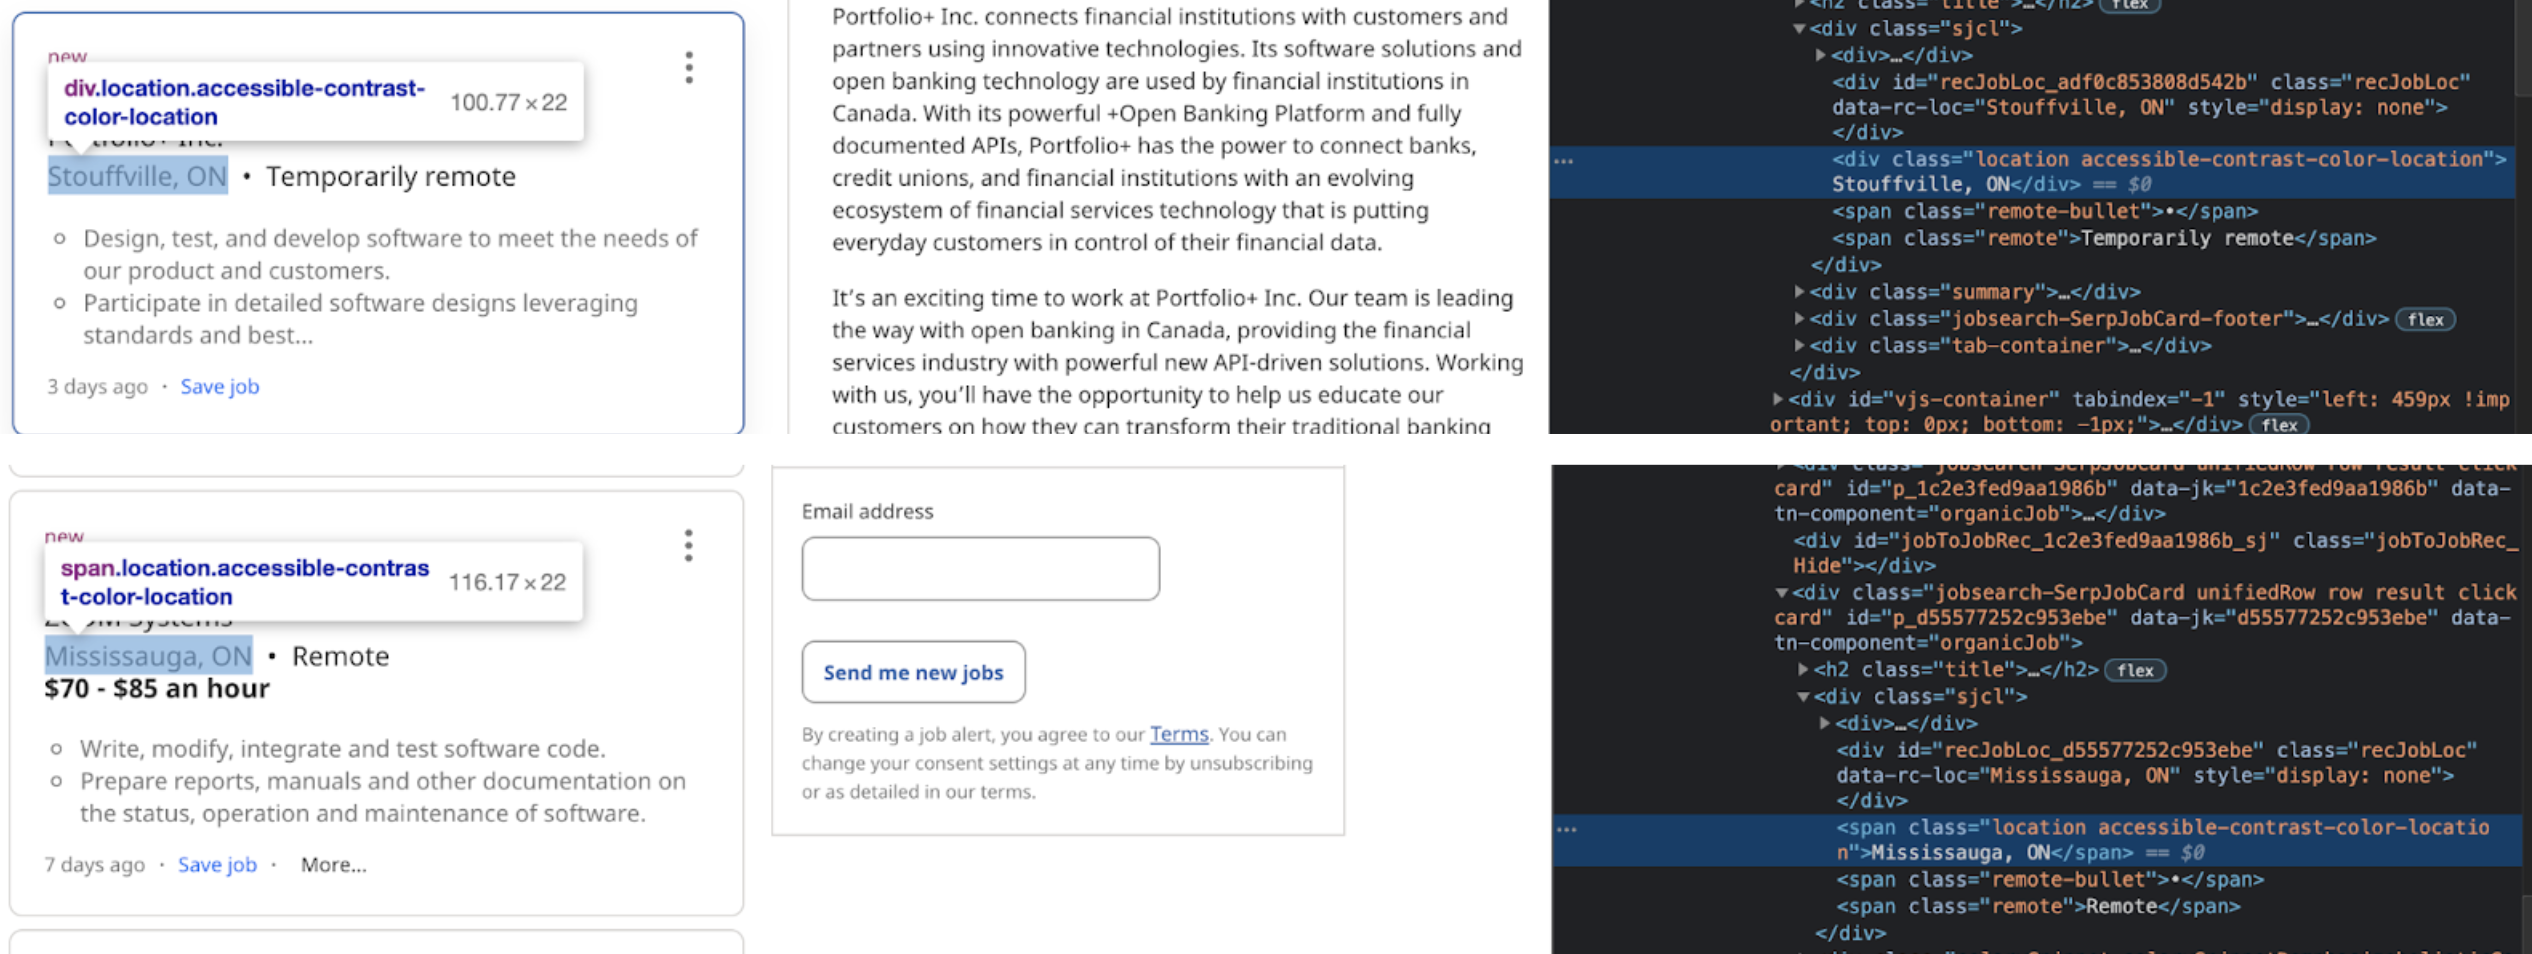 new
div.location.accessible-contrast-
color-location
100.77 × 22
Portfolio+ Inc.
Stouffville, ON • Temporarily remote
Design, test, and develop software to meet the needs of
our product and customers.
Participate in detailed software designs leveraging
standards and best...
3 days ago · Save job
Portfolio+ Inc. connects financial institutions with customers and
partners using innovative technologies. Its software solutions and
open banking technology are used by financial institutions in
Canada. With its powerful +Open Banking Platform and fully
documented APIs, Portfolio+ has the power to connect banks,
credit unions, and financial institutions with an evolving
ecosystem of financial services technology that is putting
everyday customers in control of their financial data.
It's an exciting time to work at Portfolio+ Inc. Our team is leading
the way with open banking in Canada, providing the financial
services industry with powerful new API-driven solutions. Working
with us, you'll have the opportunity to help us educate our
customers on how they can transform their traditional banking
<h2 class="title">…</h2> flex
<div class="sjcl">
<div>…</div>
<div id="recJobLoc_adf0c853808d542b" class="recJobLoc"
data-rc-loc="Stouffville, ON" style="display: none">
</div>
<div class="location accessible-contrast-color-location">
Stouffville, ON</div> == $0
<span class="remote-bullet">•</span>
<span class="remote">Temporarily remote</span>
</div>
<div class="summary">…</div>
<div class="jobsearch-SerpJobCard-footer">…</div> flex
<div class="tab-container">…</div>
</div>
<div id="vjs-container" tabindex="-1" style="left: 459px !imp
ortant; top: 0px; bottom: -1px;">…</div> flex
new
span.location.accessible-contras
t-color-location
116.17 × 22
Systems
Mississauga, ON • Remote
$70 - $85 an hour
Write, modify, integrate and test software code.
Prepare reports, manuals and other documentation on
the status, operation and maintenance of software.
7 days ago · Save job · More...
Email address
Send me new jobs
By creating a job alert, you agree to our Terms. You can
change your consent settings at any time by unsubscribing
or as detailed in our terms.
<div class="jobsearch-SerpJobCard unifiedRow row result click
card" id="p_1c2e3fed9aa1986b" data-jk="1c2e3fed9aa1986b" data-
tn-component="organicJob">…</div>
<div id="jobToJobRec_1c2e3fed9aa1986b_sj" class="jobToJobRec_
Hide"></div>
<div class="jobsearch-SerpJobCard unifiedRow row result click
card" id="p_d55577252c953ebe" data-jk="d55577252c953ebe" data-
tn-component="organicJob">
<h2 class="title">…</h2> flex
<div class="sjcl">
<div>…</div>
<div id="recJobLoc_d55577252c953ebe" class="recJobLoc"
data-rc-loc="Mississauga, ON" style="display: none">
</div>
<span class="location accessible-contrast-color-locatio
n">Mississauga, ON</span> == $0
<span class="remote-bullet">•</span>
<span class="remote">Remote</span>
</div>